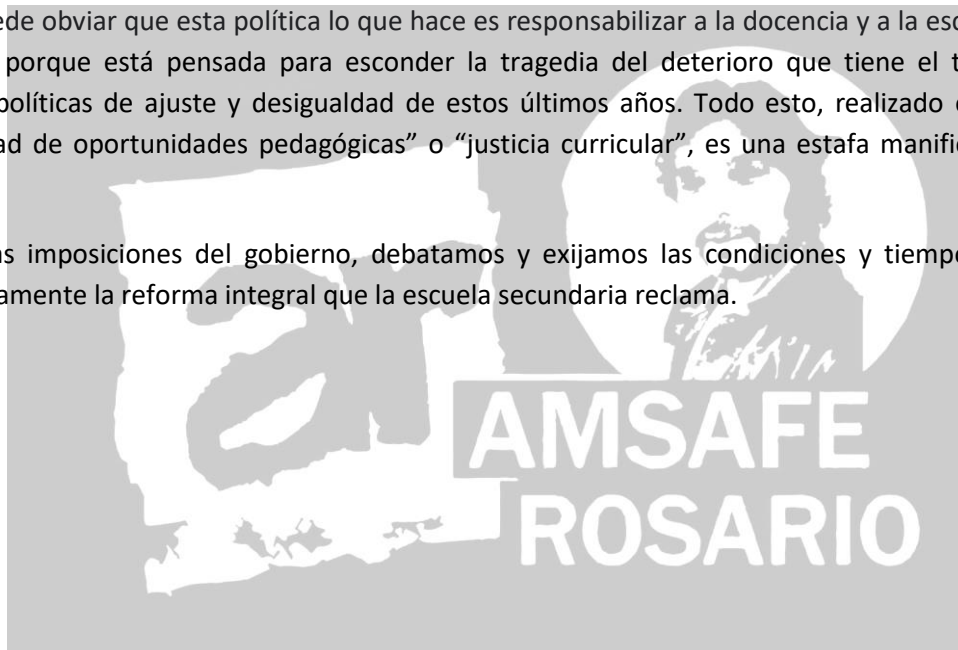 ede obviar que esta política lo que hace es responsabilizar a la docencia y a la esc
porque está pensada para esconder la tragedia del deterioro que tiene el t
políticas de ajuste y desigualdad de estos últimos años. Todo esto, realizado
ad de oportunidades pedagógicas” o “justicia curricular”, es una estafa manifi
as imposiciones del gobierno, debatamos y exijamos las condiciones y tiemp
amente la reforma integral que la escuela secundaria reclama.
ar
AMSAFE
ROSARIO